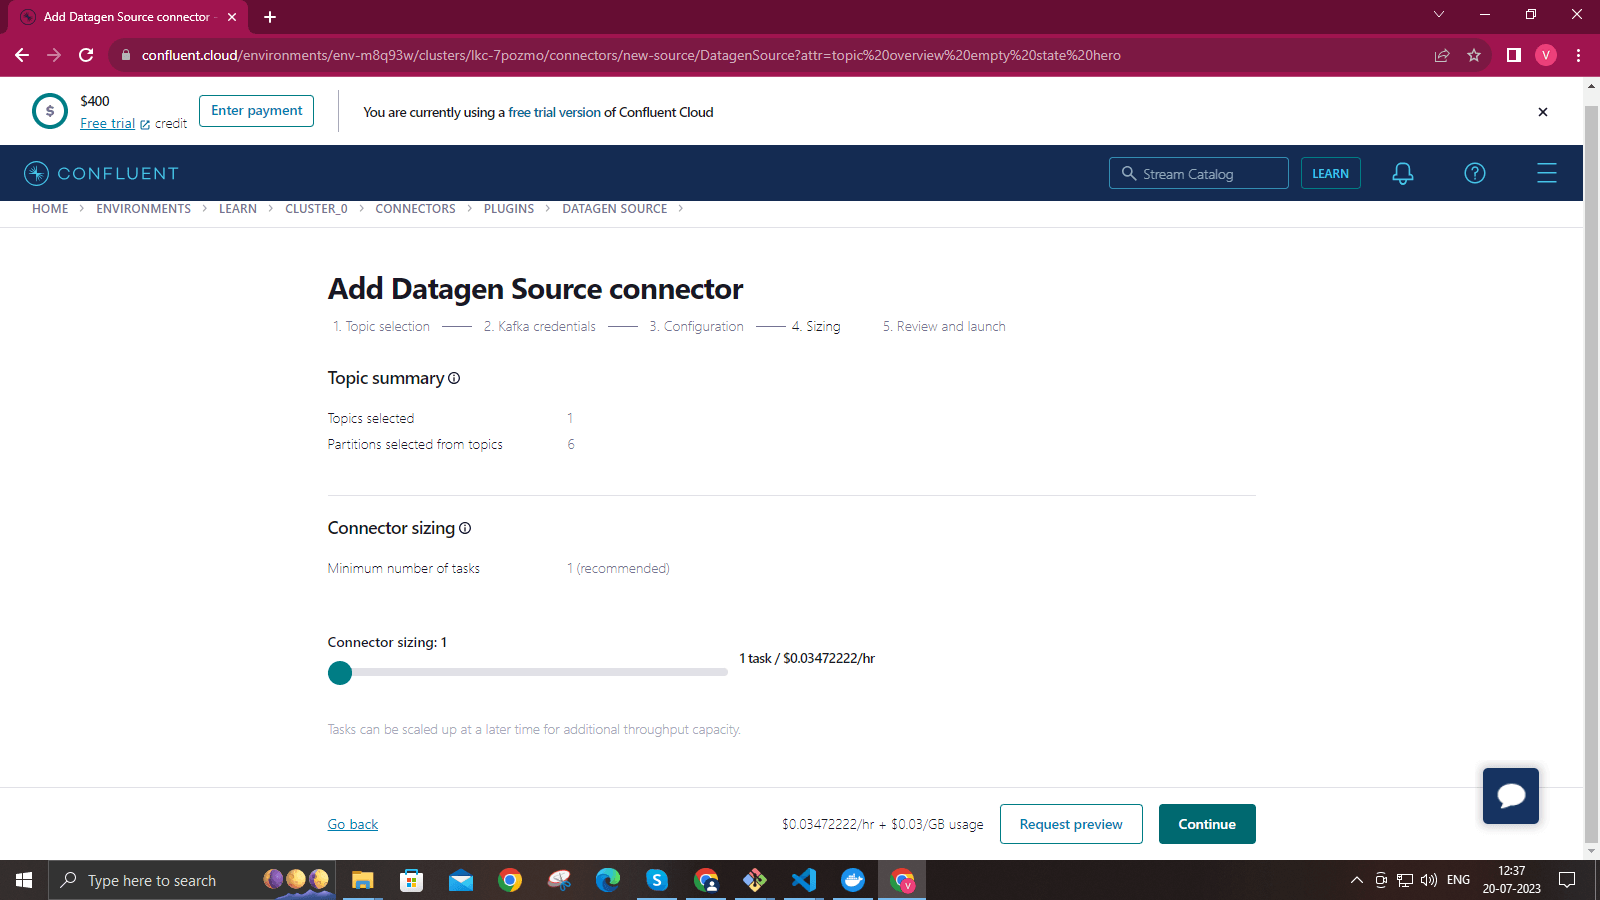 Add Datagen Source connector -
confluent.cloud/environments/env-m8q93w/clusters/lkc-7pozmo/connectors/new-source/DatagenSource?attr=topic%20overview%20empty%20state%20hero
V
$
$400
Free trial credit
Enter payment
You are currently using a free trial version of Confluent Cloud
CONFLUENT
Stream Catalog
LEARN
?
HOME > ENVIRONMENTS > LEARN > CLUSTER_0 > CONNECTORS > PLUGINS > DATAGEN SOURCE >
Add Datagen Source connector
1. Topic selection
2. Kafka credentials
3. Configuration
4. Sizing
5. Review and launch
Topic summary
Topics selected 1
Partitions selected from topics 6
Connector sizing
Minimum number of tasks 1 (recommended)
Connector sizing: 1
1 task / $0.03472222/hr
Tasks can be scaled up at a later time for additional throughput capacity.
Go back
$0.03472222/hr + $0.03/GB usage
Request preview
Continue
Type here to search
S
V
ENG
12:37
20-07-2023